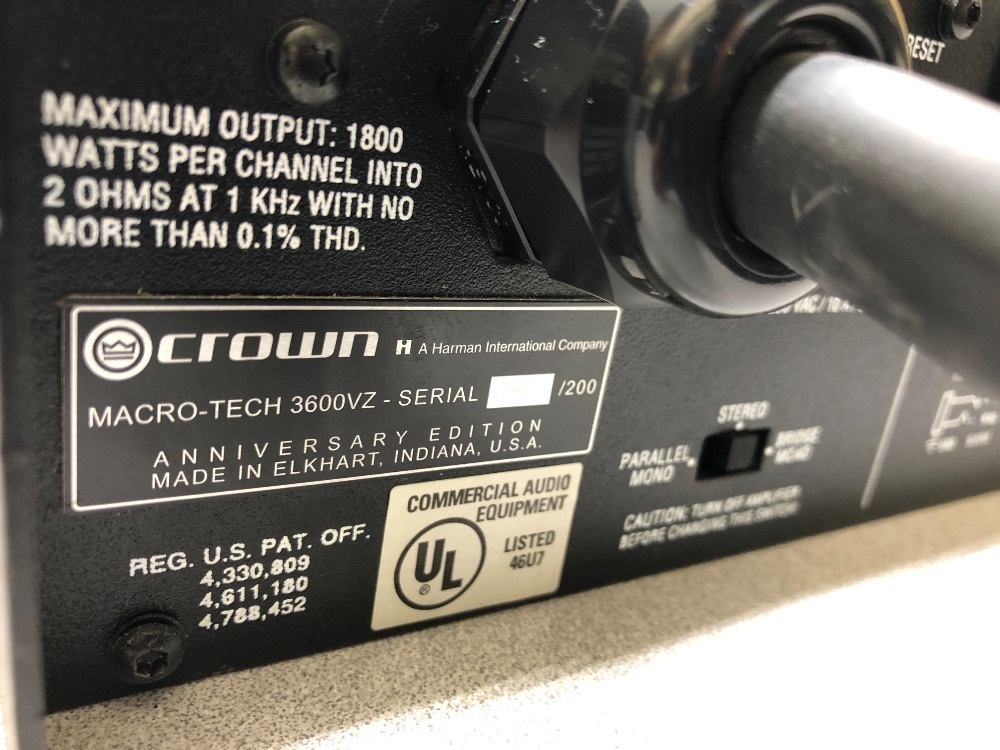 RESET
MAXIMUM OUTPUT: 1800
WATTS PER CHANNEL INTO
2 OHMS AT 1 KHz WITH NO
MORE THAN 0.1% THD.
VAC / 10 A
crown H A Harman International Company
MACRO-TECH 3600VZ - SERIAL /200
ANNIVERSARY EDITION
MADE IN ELKHART, INDIANA, U.S.A.
STEREO
PARALLEL
MONO
BRIDGE
MONO
CAUTION: TURN OFF AMPLIFIER
BEFORE CHANGING THIS SWITCH!
COMMERCIAL AUDIO
EQUIPMENT
UL ®
LISTED
46U7
REG. U.S. PAT. OFF.
4,330,809
4,611,180
4,788,452